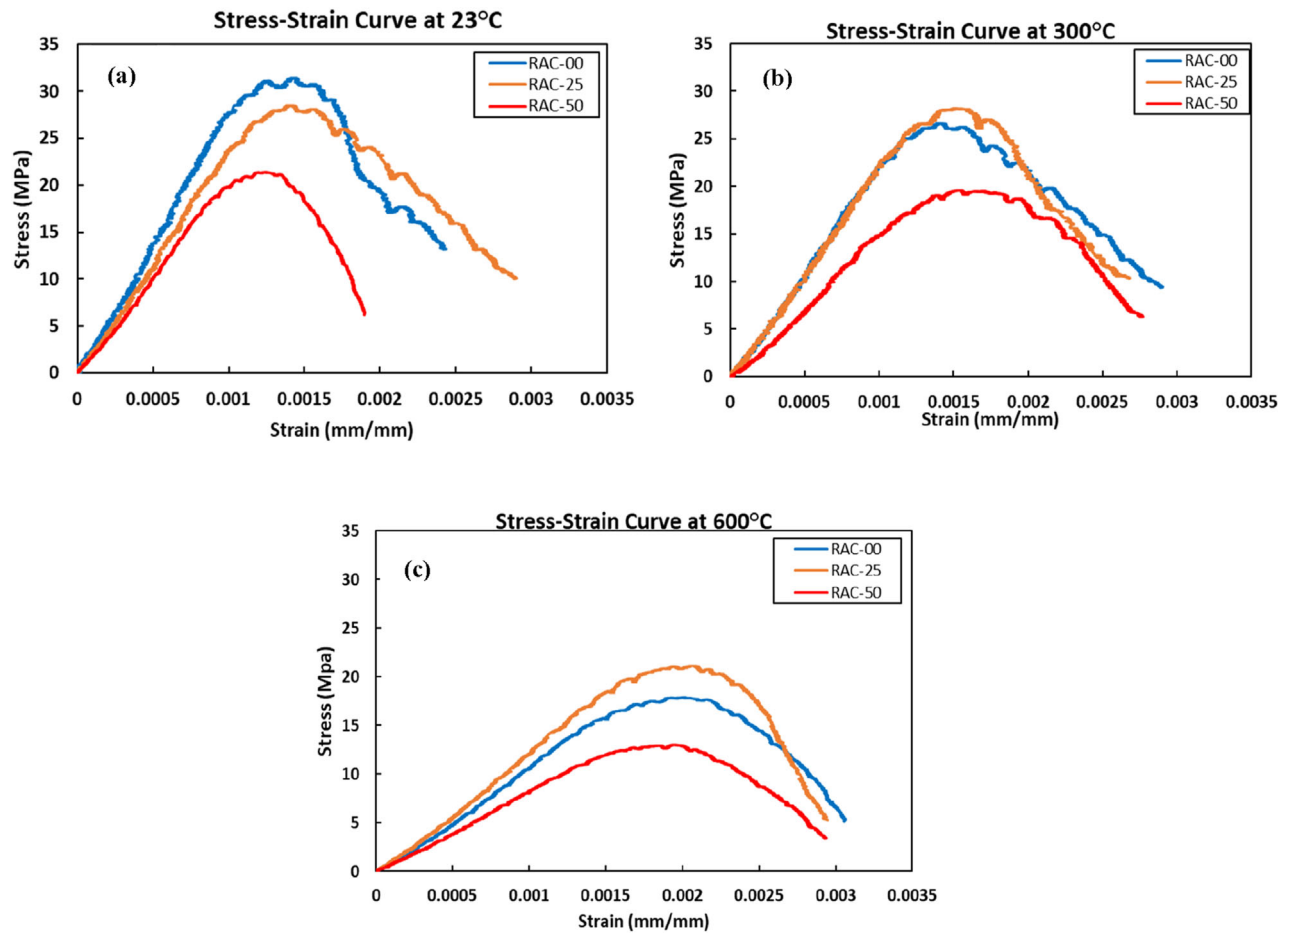 Stress-Strain Curve at 23°C
(a)
RAC-00
RAC-25
RAC-50
Stress (MPa)
35
30
25
20
15
10
5
0
0 0.0005 0.001 0.0015 0.002 0.0025 0.003 0.0035
Strain (mm/mm)
Stress-Strain Curve at 300°C
(b)
RAC-00
RAC-25
RAC-50
Stress (MPa)
35
30
25
20
15
10
5
0
0 0.0005 0.001 0.0015 0.002 0.0025 0.003 0.0035
Strain (mm/mm)
Stress-Strain Curve at 600°C
(c)
RAC-00
RAC-25
RAC-50
Stress (Mpa)
35
30
25
20
15
10
5
0
0 0.0005 0.001 0.0015 0.002 0.0025 0.003 0.0035
Strain (mm/mm)